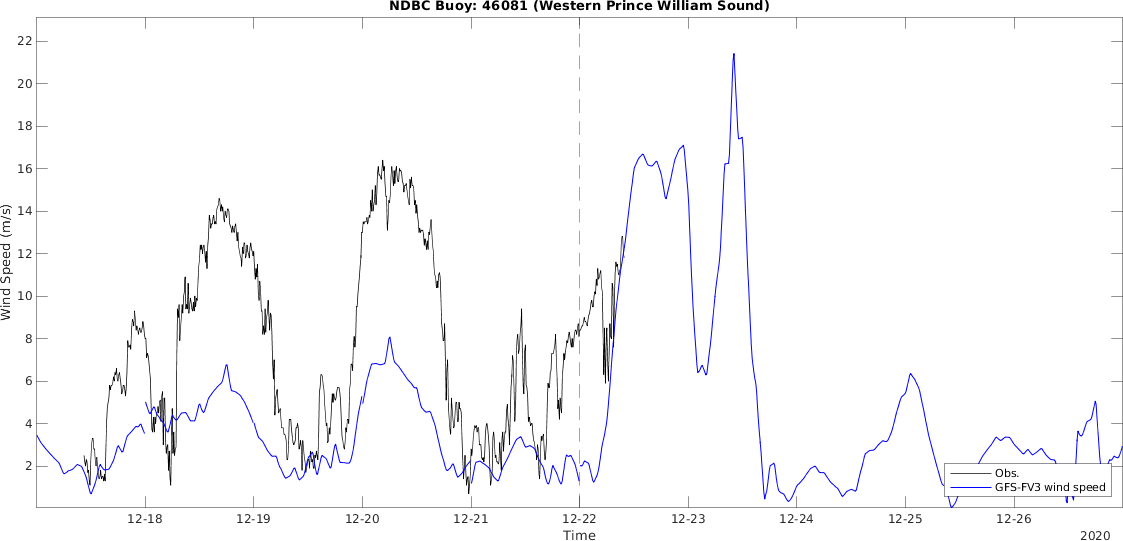 NDBC Buoy: 46081 (Western Prince William Sound)
22
20
18
16
14
12
10
8
6
4
2
Wind Speed (m/s)
Obs.
GFS-FV3 wind speed
12-18 12-19 12-20 12-21 12-22 12-23 12-24 12-25 12-26
Time
2020